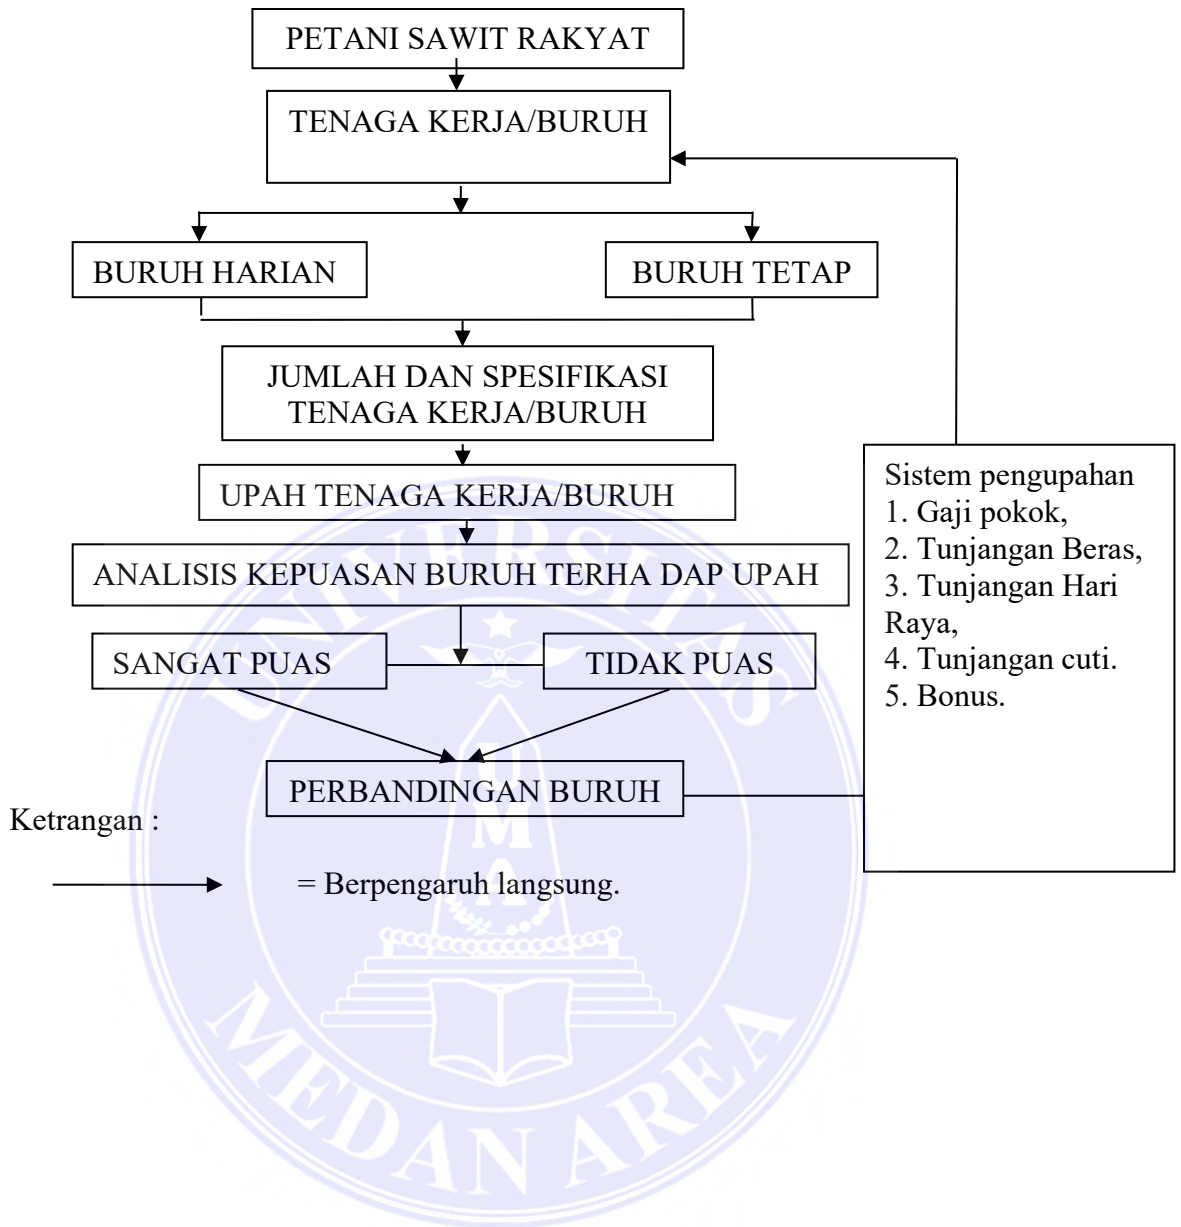 PETANI SAWIT RAKYAT
TENAGA KERJA/BURUH
BURUH HARIAN
BURUH TETAP
JUMLAH DAN SPESIFIKASI
TENAGA KERJA/BURUH
UPAH TENAGA KERJA/BURUH
ANALISIS KEPUASAN BURUH TERHA DAP UPAH
SANGAT PUAS
TIDAK PUAS
PERBANDINGAN BURUH
Sistem pengupahan
1. Gaji pokok,
2. Tunjangan Beras,
3. Tunjangan Hari
Raya,
4. Tunjangan cuti.
5. Bonus.
Ketrangan :
= Berpengaruh langsung.
UNIVERSITAS
U
M
A
MEDAN AREA